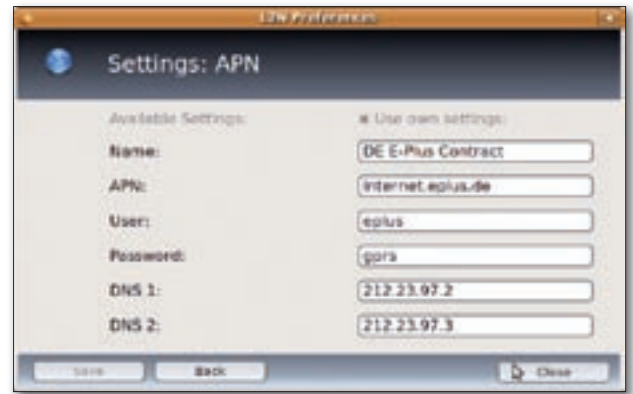 Preferences
Settings: APN
Available Settings:
Use own settings:
Name:
DE E-Plus Contract
APN:
internet.eplus.de
User:
eplus
Password:
gprs
DNS 1:
212.23.97.2
DNS 2:
212.23.97.3
Save
Back
Close